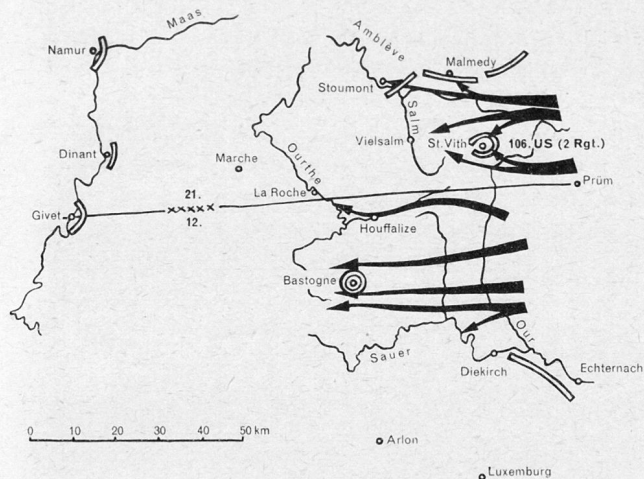 Maas
Namur
Amblève
Malmedy
Stoumont
Salm
Vielsalm
St. Vith
106. US (2 Rgt.)
Dinant
Marche
Ourthe
La Roche
Prüm
21.
xxxxx
12.
Givet
Houffalize
Bastogne
Sauer
Our
Diekirch
Echternach
0 10 20 30 40 50 km
Arlon
Luxemburg